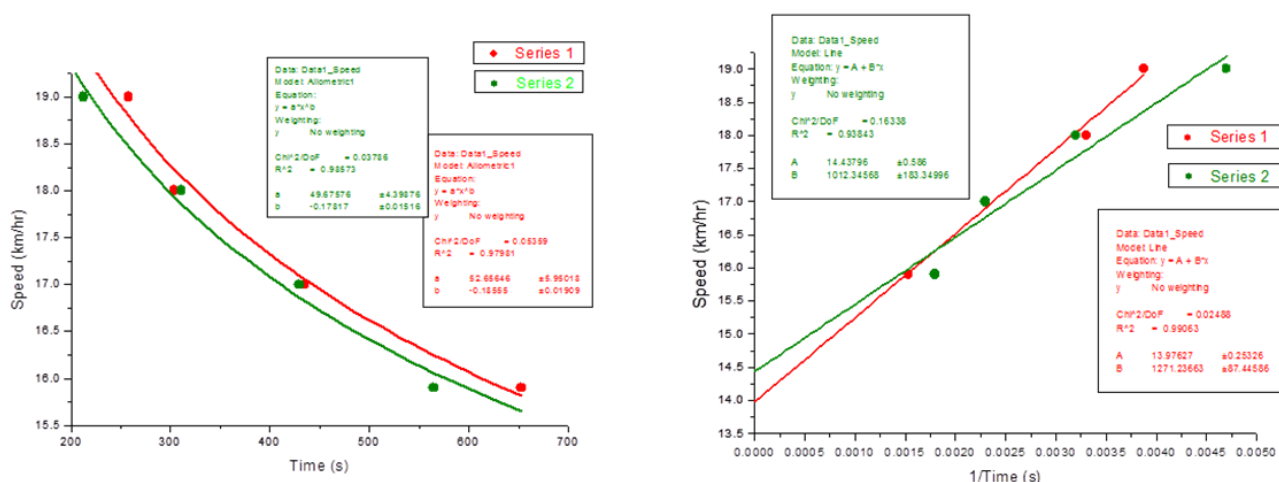 Series 1
Series 2
Data: Data1_Speed
Model: Allometric1
Equation:
y = a*x^b
Weighting:
y No weighting
Chi^2/DoF = 0.03786
R^2 = 0.98573
a 49.67576 ±4.39876
b -0.17817 ±0.01516
Data: Data1_Speed
Model: Allometric1
Equation:
y = a*x^b
Weighting:
y No weighting
Chi^2/DoF = 0.05359
R^2 = 0.97981
a 52.65646 ±5.95018
b -0.18555 ±0.01909
Speed (km/hr)
19.0
18.5
18.0
17.5
17.0
16.5
16.0
15.5
200 300 400 500 600 700
Time (s)
Data: Data1_Speed
Model: Line
Equation: y = A + B*x
Weighting:
y No weighting
Chi^2/DoF = 0.16338
R^2 = 0.93843
A 14.43796 ±0.586
B 1012.34568 ±183.34996
Series 1
Series 2
Data: Data1_Speed
Model: Line
Equation: y = A + B*x
Weighting:
y No weighting
Chi^2/DoF = 0.02488
R^2 = 0.99063
A 13.97627 ±0.25326
B 1271.23663 ±87.44586
Speed (km/hr)
19.0
18.5
18.0
17.5
17.0
16.5
16.0
15.5
15.0
14.5
14.0
13.5
0.0000 0.0005 0.0010 0.0015 0.0020 0.0025 0.0030 0.0035 0.0040 0.0045 0.0050
1/Time (s)